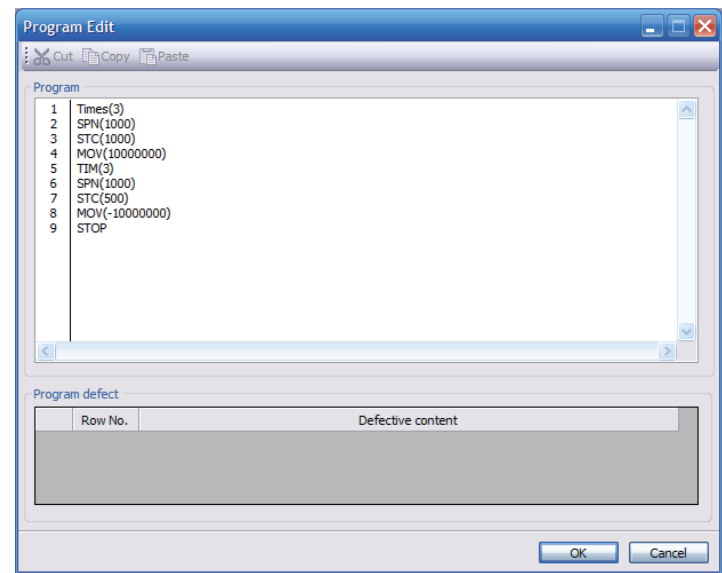 Program Edit
Cut Copy Paste
Program
1 Times(3)
2 SPN(1000)
3 STC(1000)
4 MOV(10000000)
5 TIM(3)
6 SPN(1000)
7 STC(500)
8 MOV(-10000000)
9 STOP
Program defect
Row No. Defective content
OK Cancel